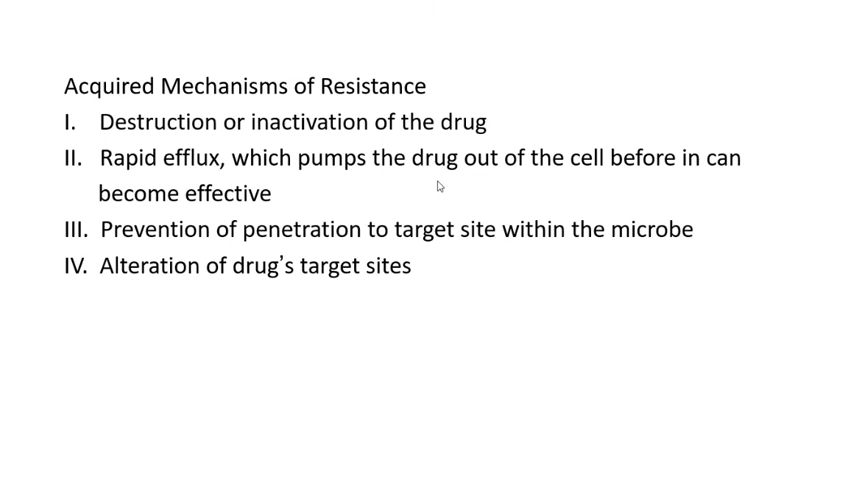 Acquired Mechanisms of Resistance
I. Destruction or inactivation of the drug
II. Rapid efflux, which pumps the drug out of the cell before in can
become effective
III. Prevention of penetration to target site within the microbe
IV. Alteration of drug’s target sites